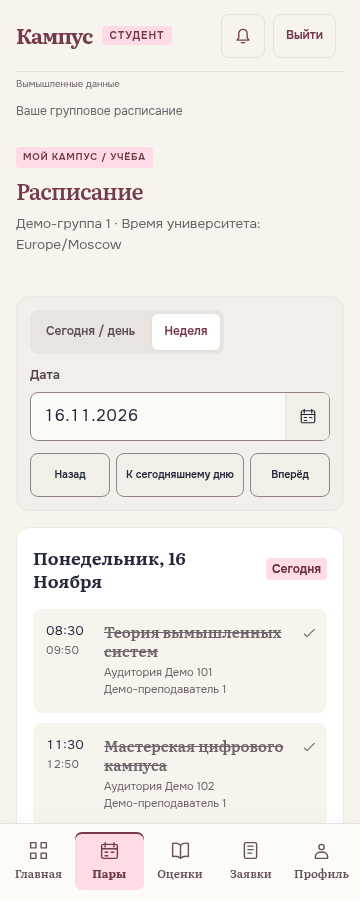 Кампус СТУДЕНТ Выйти
Вымышленные данные
Ваше групповое расписание
МОЙ КАМПУС / УЧЁБА
Расписание
Демо-группа 1 · Время университета:
Europe/Moscow
Сегодня / день Неделя
Дата
16.11.2026
Назад К сегодняшнему дню Вперёд
Понедельник, 16
Ноября
Сегодня
08:30 Теория вымышленных
09:50 систем
Аудитория Демо 101
Демо-преподаватель 1
11:30 Мастерская цифрового
12:50 кампуса
Аудитория Демо 102
Демо-преподаватель 1
Главная Пары Оценки Заявки Профиль